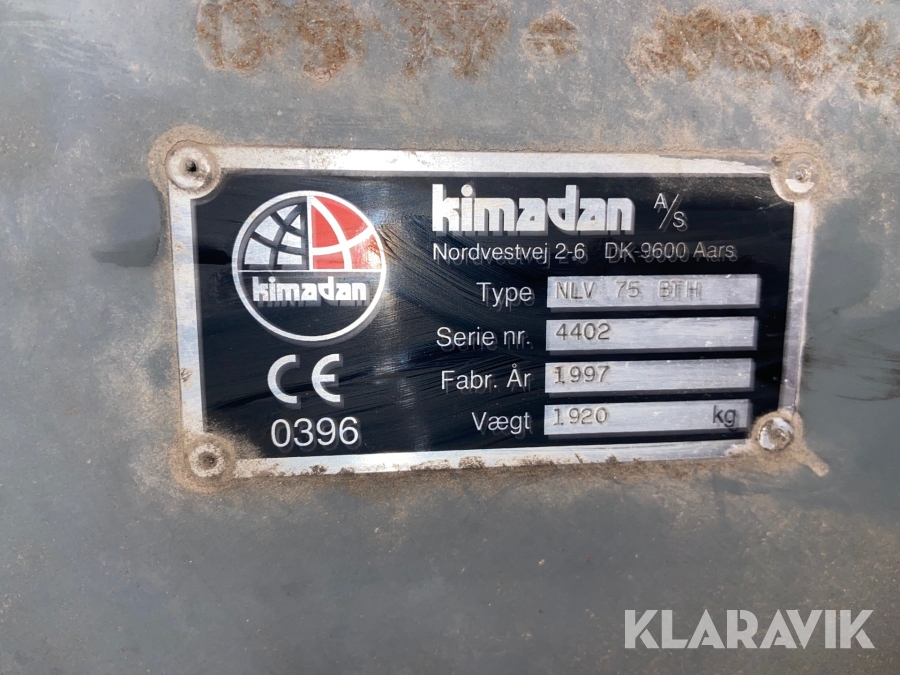 kimadan A/S
Nordvestvej 2-6 DK-9600 Aars
kimadan
Type NLV 75 BTH
Serie nr. 4402
Fabr. År 1997
Vægt 1920 kg
CE
0396
KLARAVIK